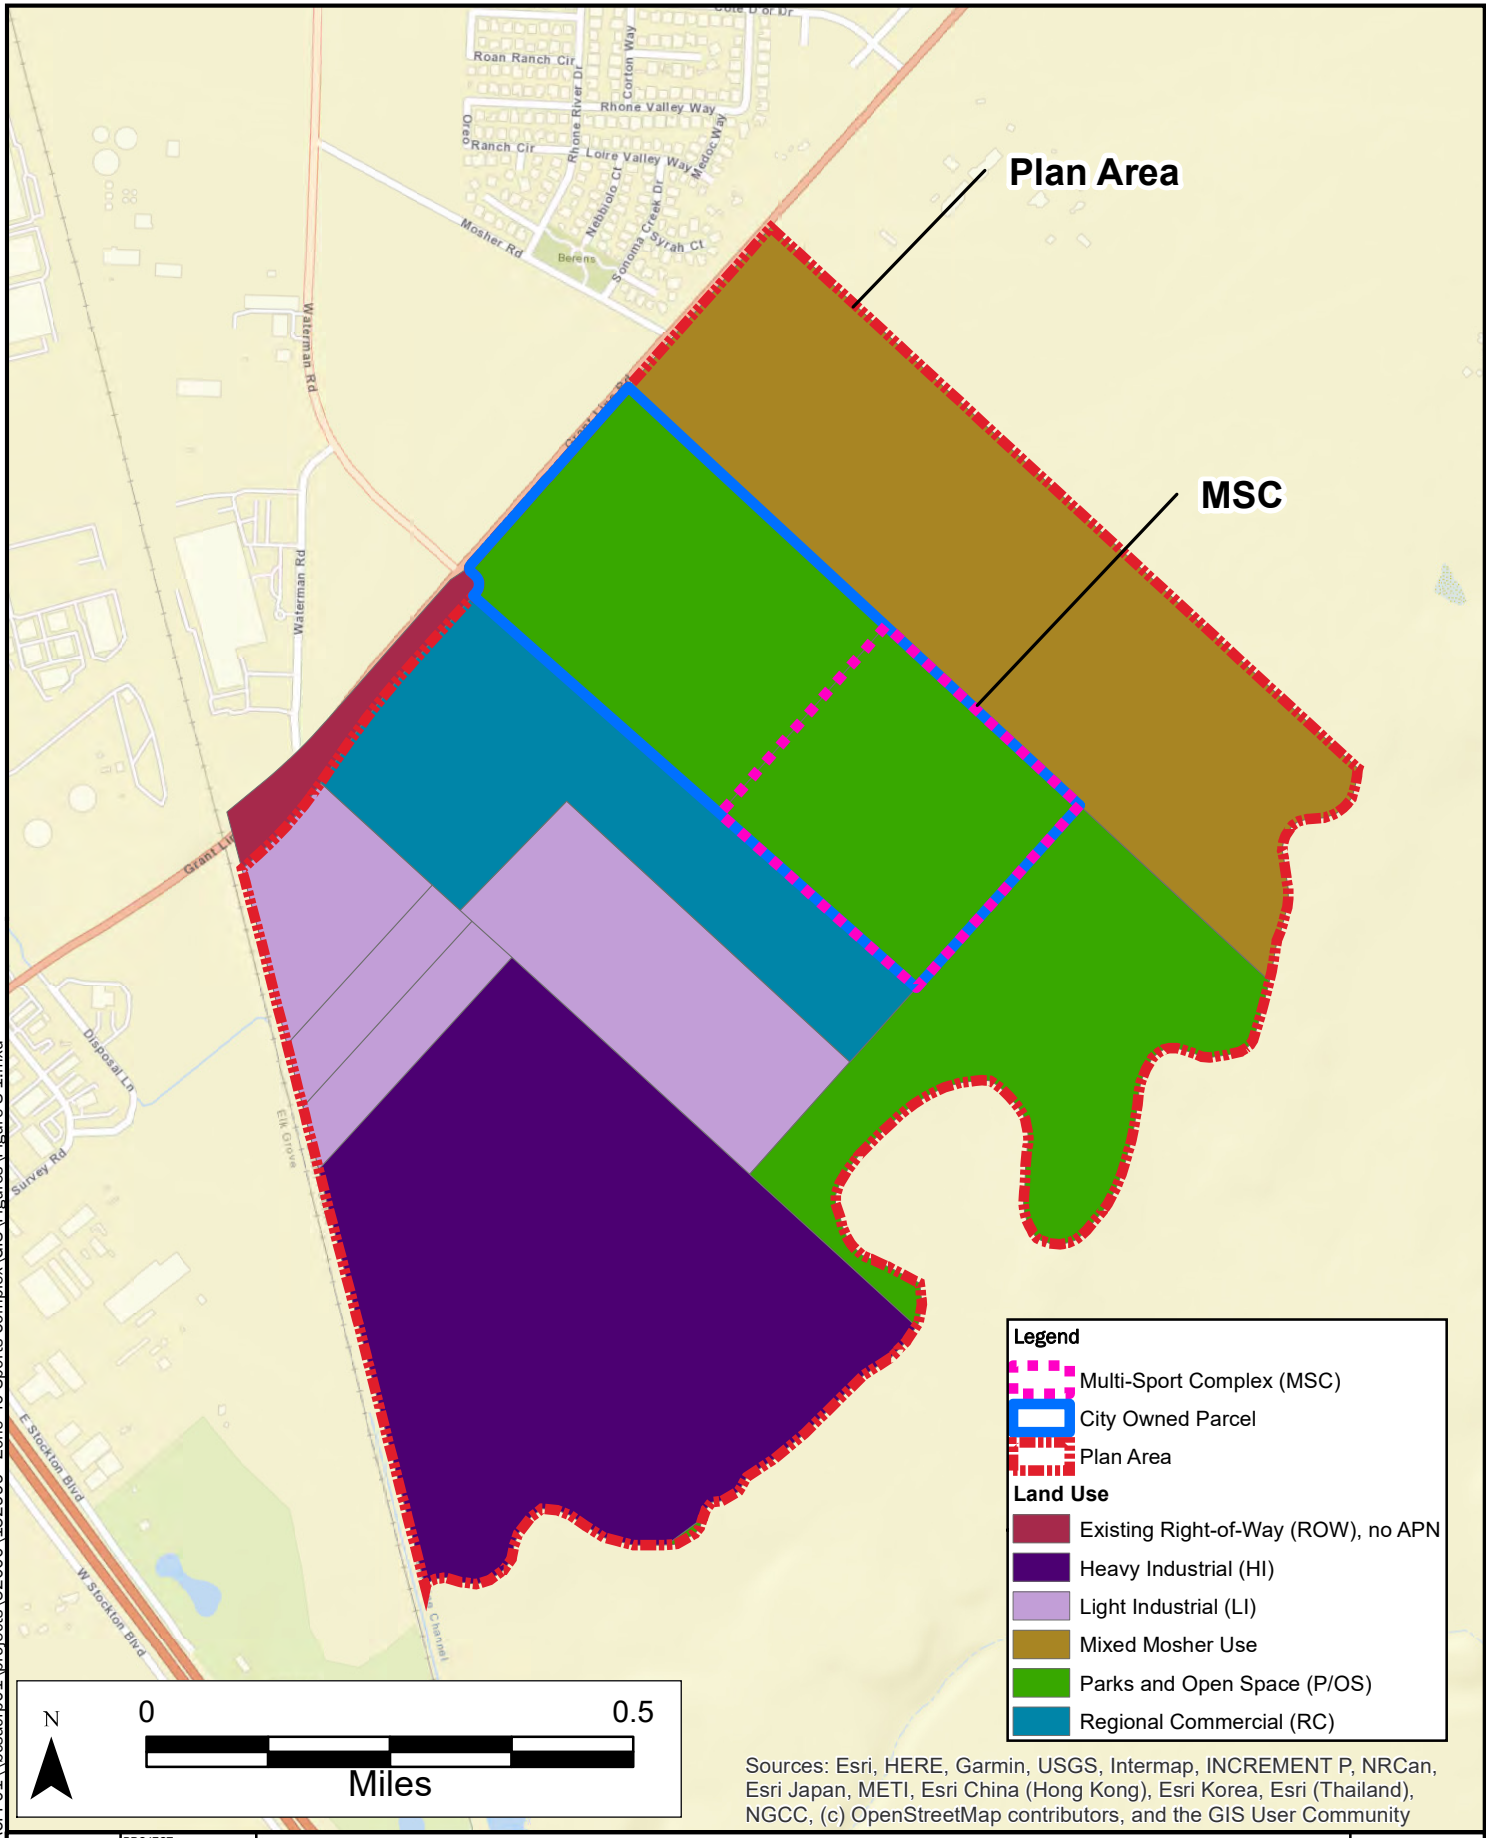 Cote D'or Dr
Roan Ranch Cir
Corton Way
Rhone River Dr
Rhone Valley Way
Oreo
Ranch Cir
Loire Valley Way
Medoc Way
Nebbiolo Ct
Sonoma Creek Dr
Syrah Ct
Mosher Rd
Berens
Plan Area
MSC
Waterman Rd
Grant Line Rd
Waterman Rd
Grant Lin
Disposal Ln
Elk Grove
Survey Rd
E Stockton Blvd
W Stockton Blvd
Channel
Legend
Multi-Sport Complex (MSC)
City Owned Parcel
Plan Area
Land Use
Existing Right-of-Way (ROW), no APN
Heavy Industrial (HI)
Light Industrial (LI)
Mixed Mosher Use
Parks and Open Space (P/OS)
Regional Commercial (RC)
N
0 0.5
Miles
Sources: Esri, HERE, Garmin, USGS, Intermap, INCREMENT P, NRCan,
Esri Japan, METI, Esri China (Hong Kong), Esri Korea, Esri (Thailand),
NGCC, (c) OpenStreetMap contributors, and the GIS User Community